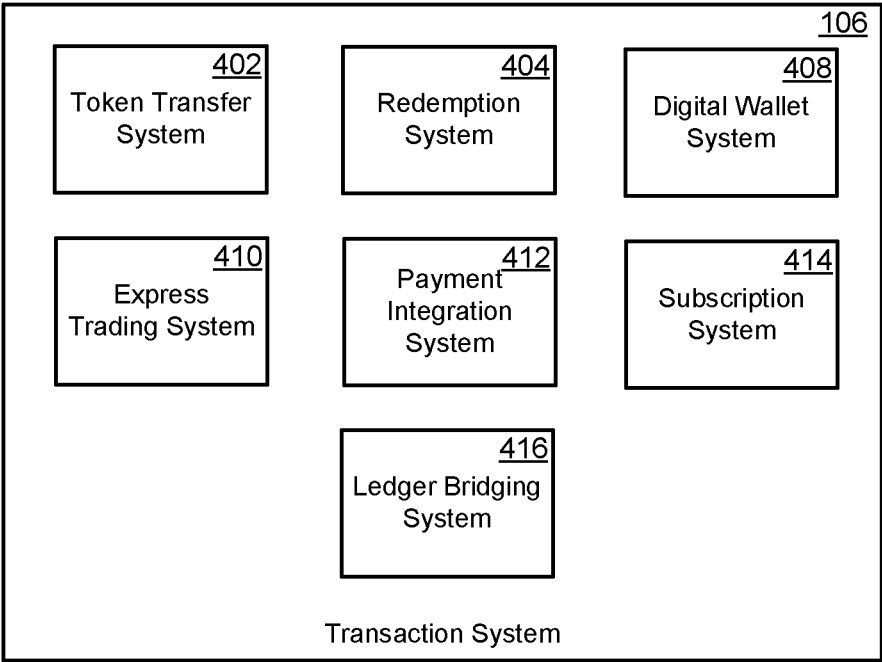 106
402
Token Transfer
System
404
Redemption
System
408
Digital Wallet
System
410
Express
Trading System
412
Payment
Integration
System
414
Subscription
System
416
Ledger Bridging
System
Transaction System